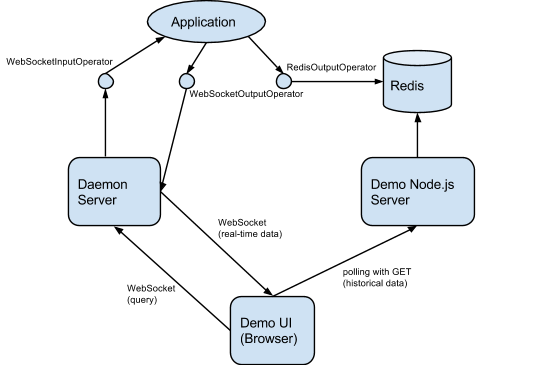 Application
WebSocketInputOperator
RedisOutputOperator
WebSocketOutputOperator
Redis
Daemon
Server
Demo Node.js
Server
WebSocket
(real-time data)
polling with GET
(historical data)
WebSocket
(query)
Demo UI
(Browser)